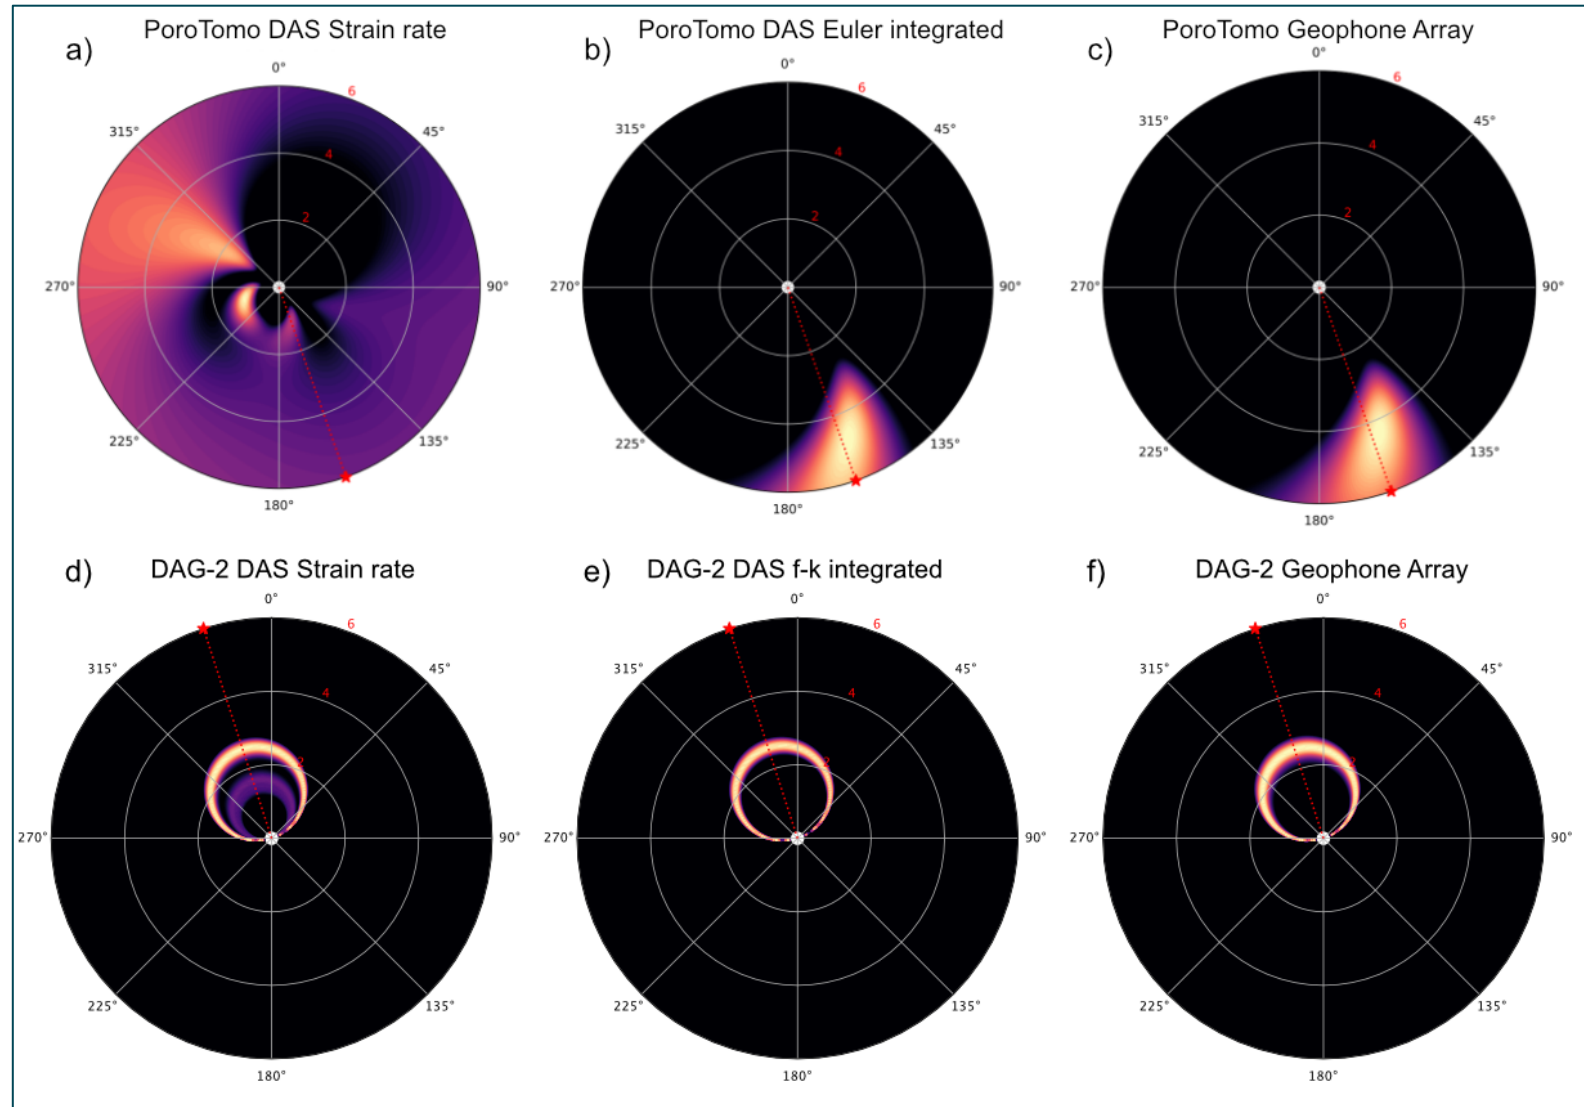 a) PoroTomo DAS Strain rate
b) PoroTomo DAS Euler integrated
c) PoroTomo Geophone Array
0° 0° 0°
6 6 6
315° 45° 315° 45° 315° 45°
4 4 4
2 2 2
270° 90° 270° 90° 270° 90°
225° 135° 225° 135° 225° 135°
180° 180° 180°
d) DAG-2 DAS Strain rate
e) DAG-2 DAS f-k integrated
f) DAG-2 Geophone Array
0° 0° 0°
6 6 6
315° 45° 315° 45° 315° 45°
4 4 4
2 2 2
270° 90° 270° 90° 270° 90°
225° 135° 225° 135° 225° 135°
180° 180° 180°